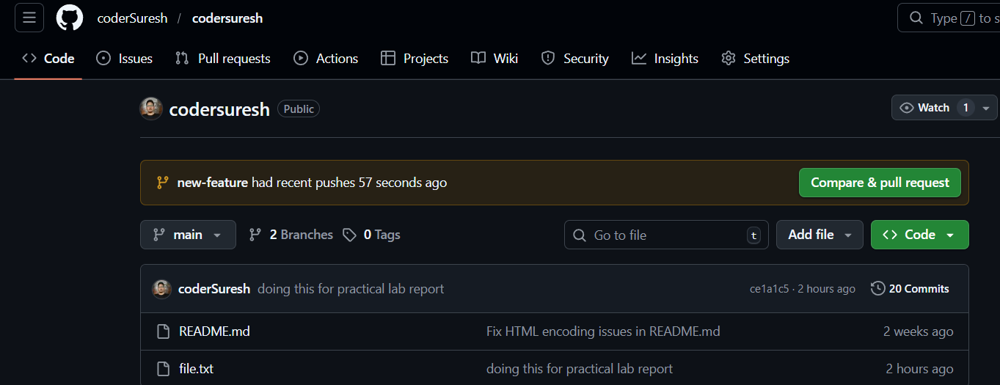 coderSuresh / codersuresh
Type / to s
Code Issues Pull requests Actions Projects Wiki Security Insights Settings
codersuresh Public
Watch 1
new-feature had recent pushes 57 seconds ago
Compare & pull request
main 2 Branches 0 Tags
Go to file t
Add file
Code
coderSuresh doing this for practical lab report ce1a1c5 · 2 hours ago 20 Commits
README.md Fix HTML encoding issues in README.md 2 weeks ago
file.txt doing this for practical lab report 2 hours ago